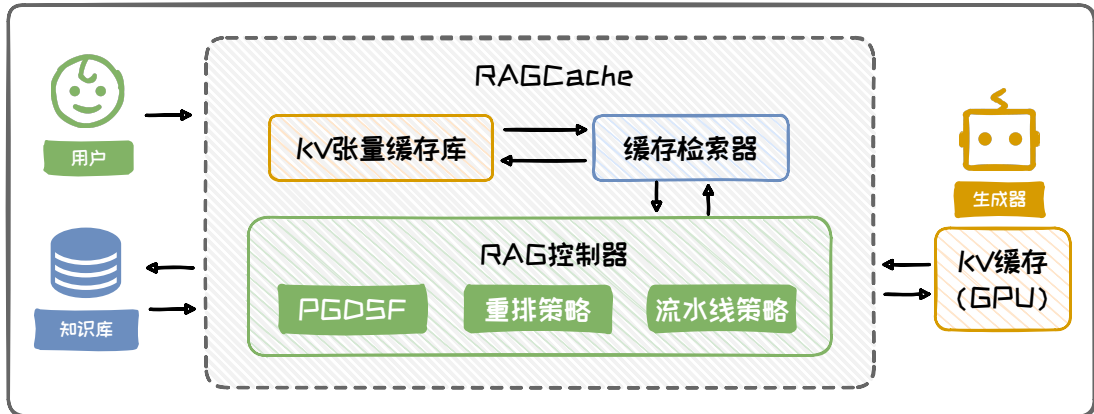 RAGCache
用户
KV张量缓存库
缓存检索器
生成器
知识库
RAG控制器
PGDSF
重排策略
流水线策略
KV缓存
(GPU)